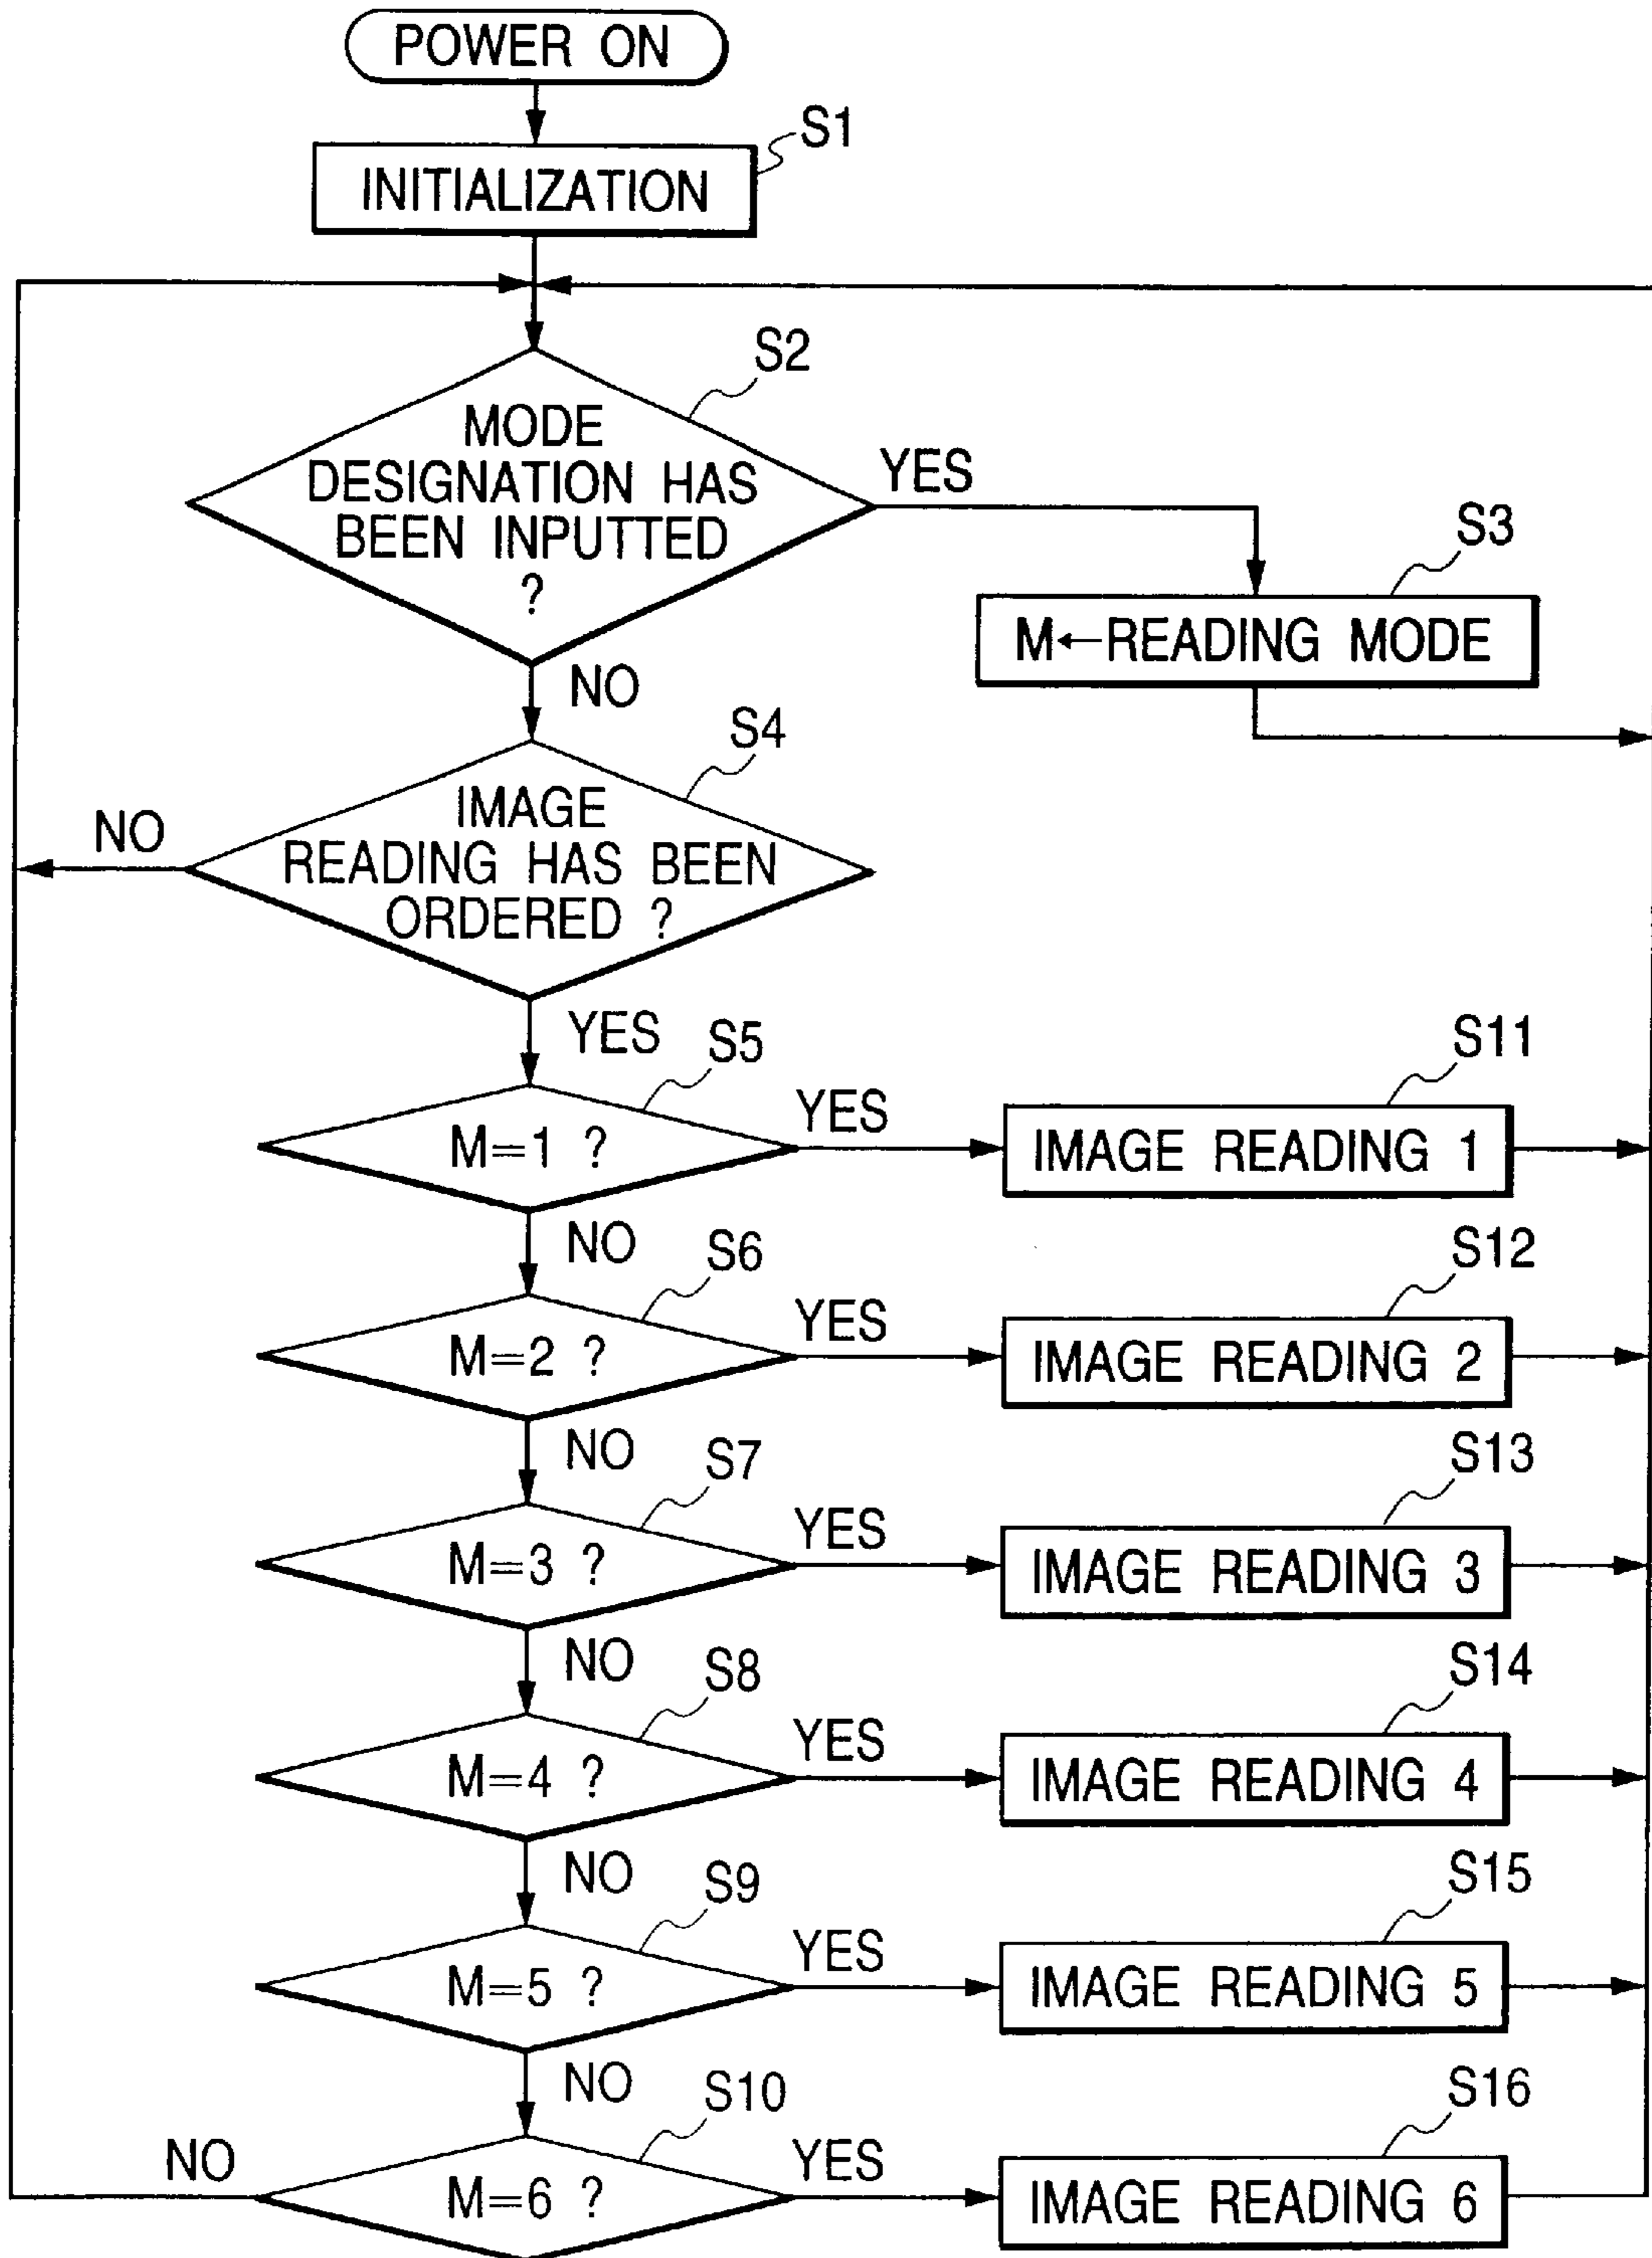 POWER ON
S1
INITIALIZATION
S2
MODE
DESIGNATION HAS
BEEN INPUTTED
?
YES
S3
M←READING MODE
NO
S4
IMAGE
READING HAS BEEN
ORDERED ?
NO
YES
S5
M=1 ?
YES
S11
IMAGE READING 1
NO
S6
M=2 ?
YES
S12
IMAGE READING 2
NO
S7
M=3 ?
YES
S13
IMAGE READING 3
NO
S8
M=4 ?
YES
S14
IMAGE READING 4
NO
S9
M=5 ?
YES
S15
IMAGE READING 5
NO
S10
NO
M=6 ?
YES
S16
IMAGE READING 6